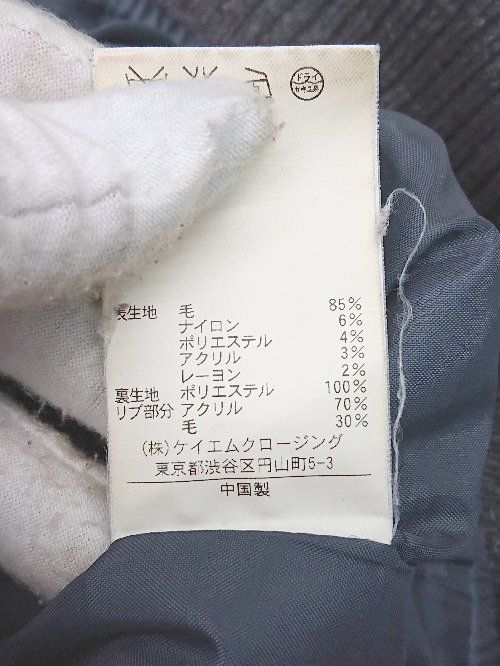 ドライ
セキユ系
表生地 毛 85%
ナイロン 6%
ポリエステル 4%
アクリル 3%
レーヨン 2%
裏生地 ポリエステル 100%
リブ部分 アクリル 70%
毛 30%
(株)ケイエムクロージング
東京都渋谷区円山町5-3
中国製